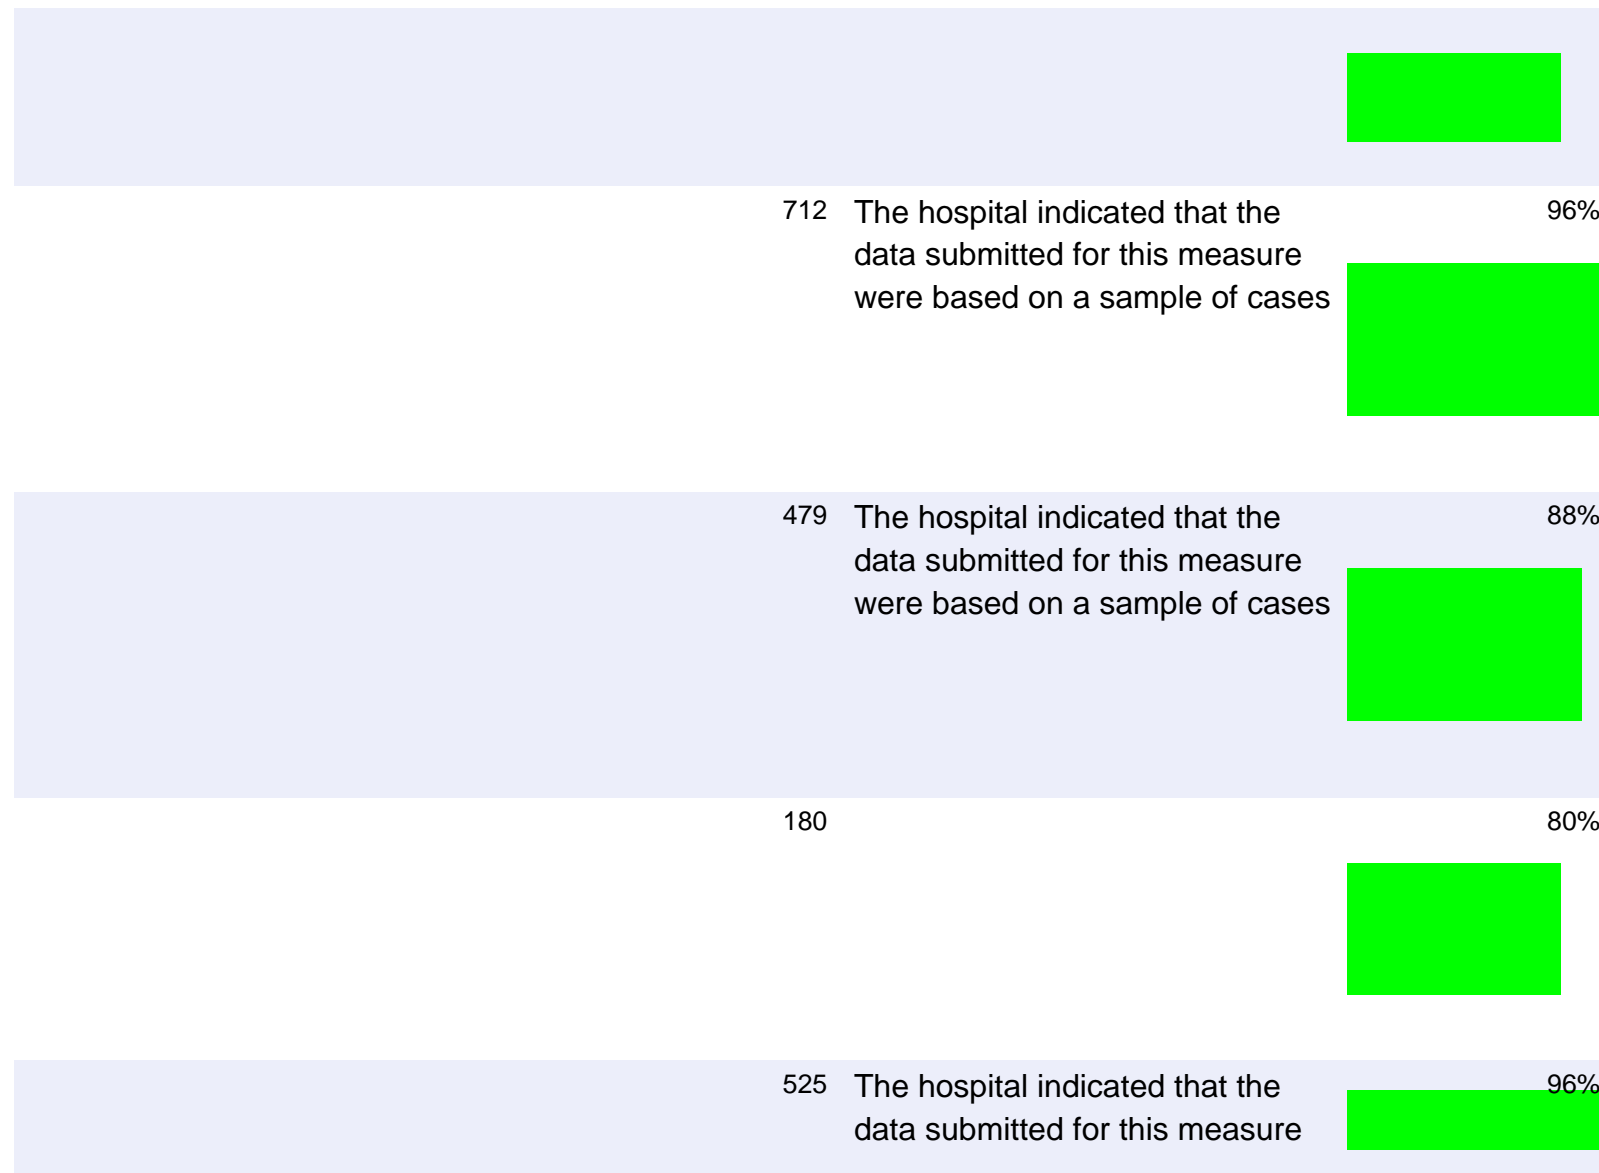 712 The hospital indicated that the 96%
data submitted for this measure
were based on a sample of cases
479 The hospital indicated that the 88%
data submitted for this measure
were based on a sample of cases
180 80%
525 The hospital indicated that the 96%
data submitted for this measure